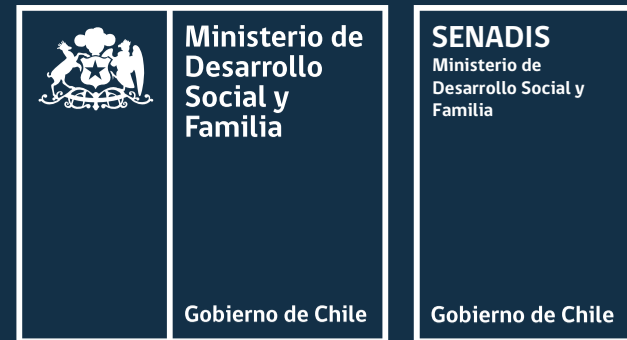 Ministerio de
Desarrollo
Social y
Familia
Gobierno de Chile
SENADIS
Ministerio de
Desarrollo Social y
Familia
Gobierno de Chile